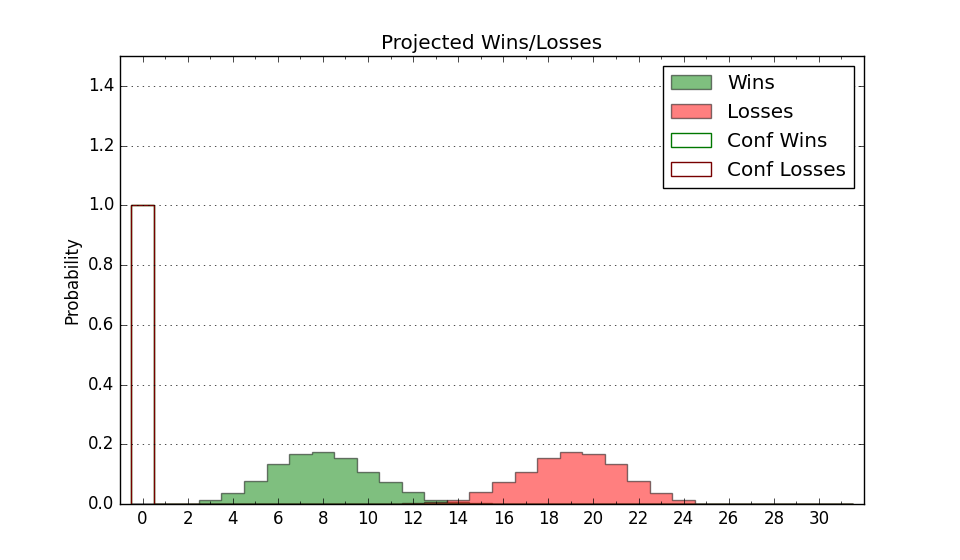 Projected Wins/Losses
Wins
Losses
Conf Wins
Conf Losses
Probability
1.4
1.2
1.0
0.8
0.6
0.4
0.2
0.0
0 2 4 6 8 10 12 14 16 18 20 22 24 26 28 30